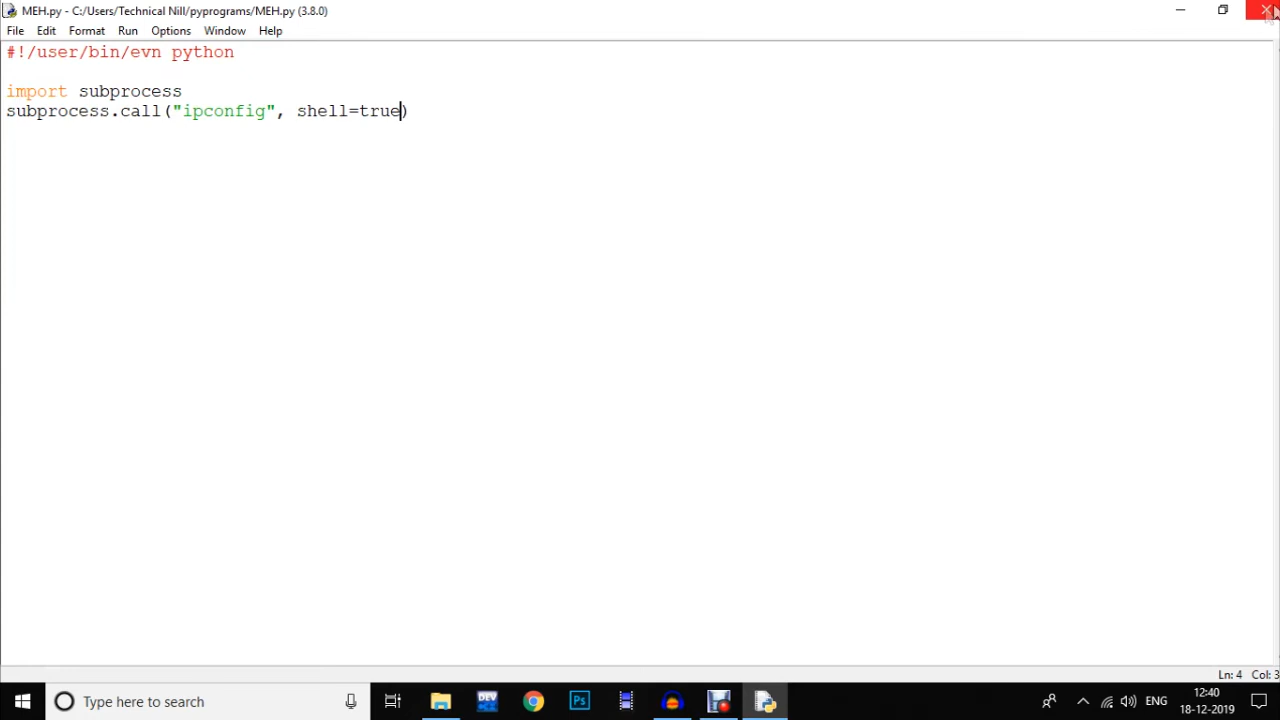 MEH.py - C:/Users/Technical Nill/pyprograms/MEH.py (3.8.0)
File Edit Format Run Options Window Help
#!/user/bin/evn python
import subprocess
subprocess.call("ipconfig", shell=true)
Ln: 4 Col: 3
Type here to search
DEV
Ps
ENG
12:40
18-12-2019